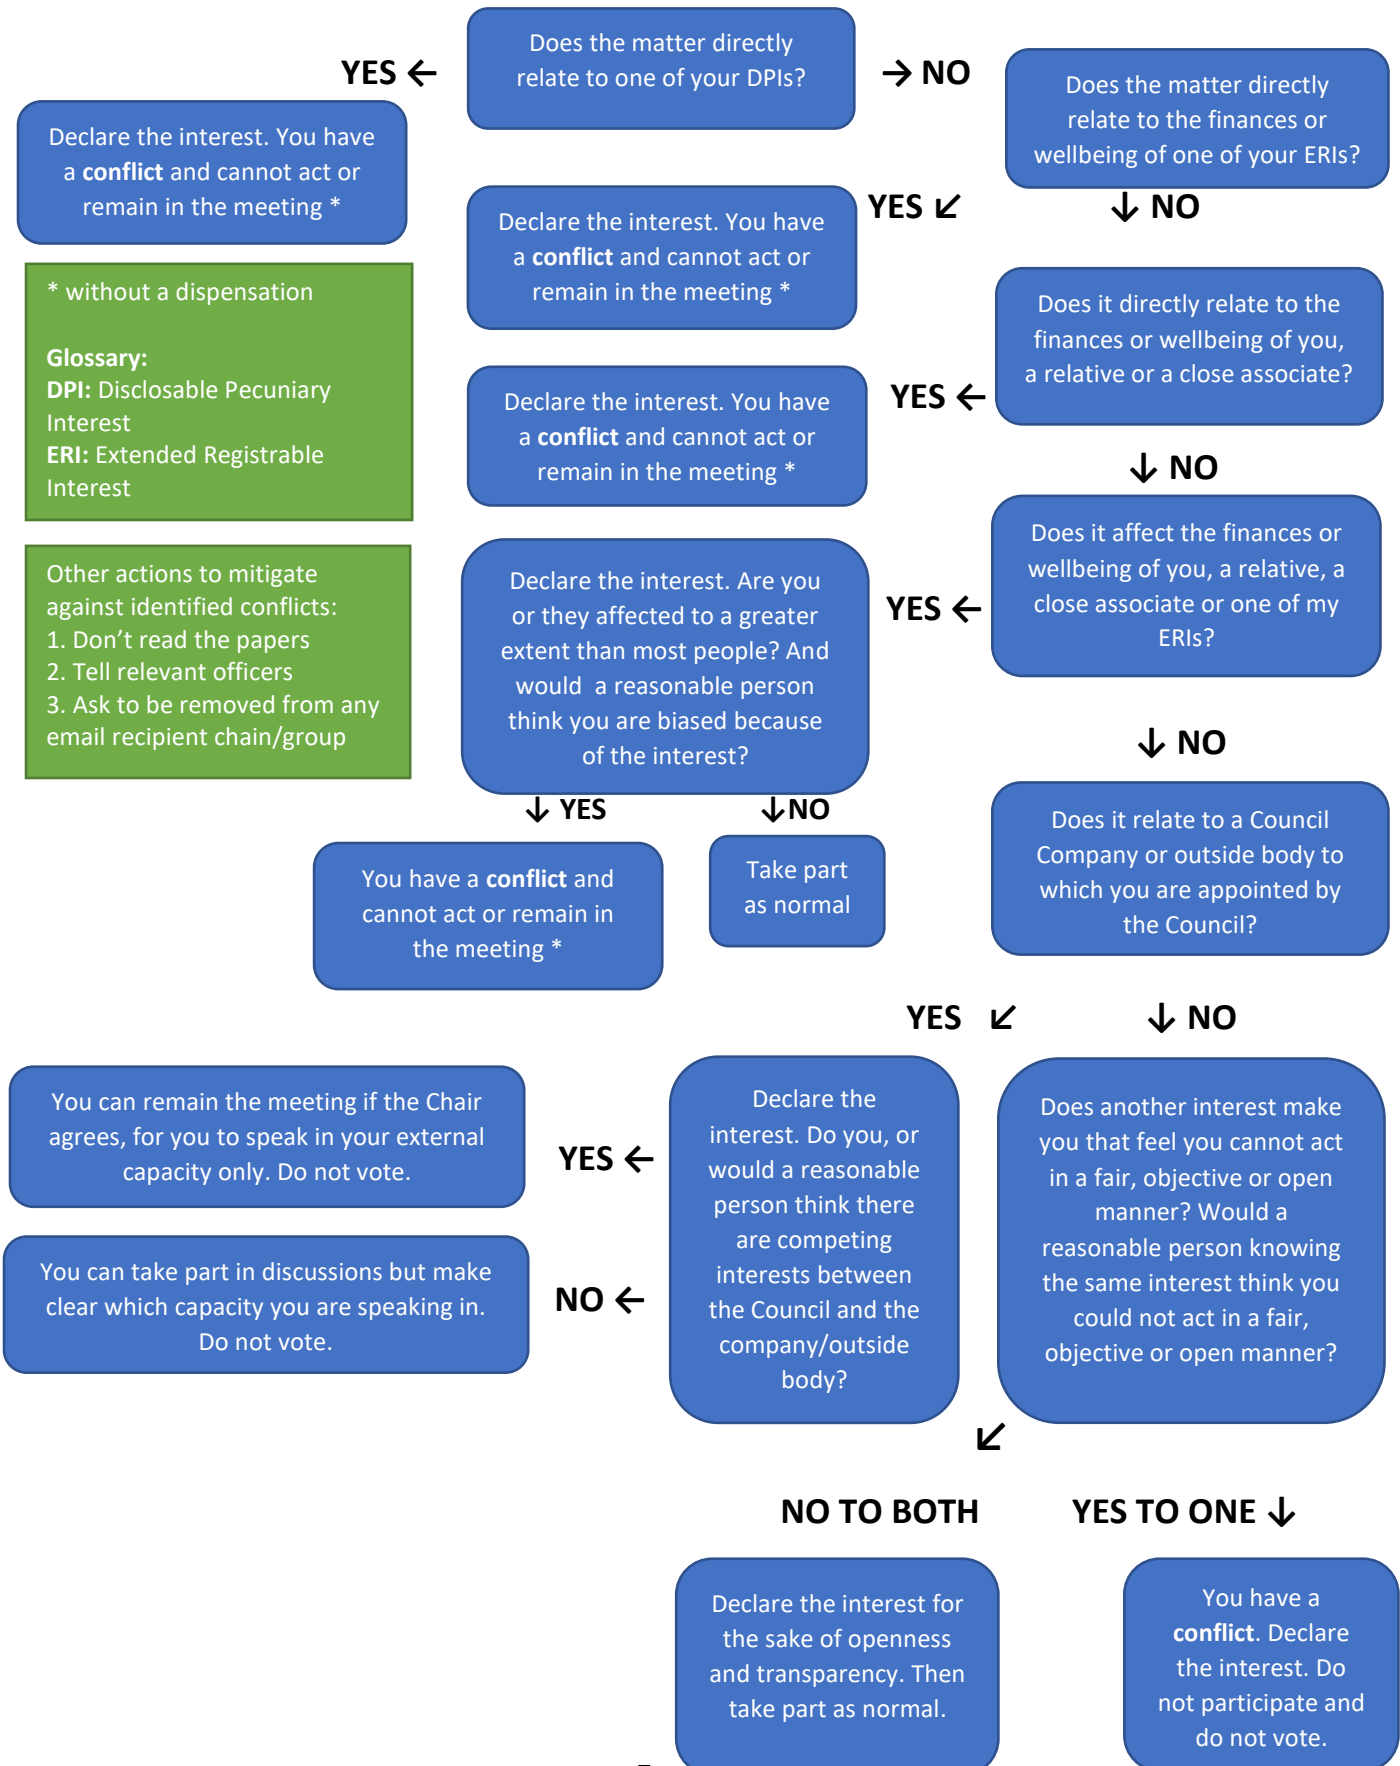 Does the matter directly
relate to one of your DPIs?
YES ←
→ NO
Does the matter directly
relate to the finances or
wellbeing of one of your ERIs?
Declare the interest. You have
a conflict and cannot act or
remain in the meeting *
YES ↙
↓ NO
Declare the interest. You have
a conflict and cannot act or
remain in the meeting *
* without a dispensation
Glossary:
DPI: Disclosable Pecuniary
Interest
ERI: Extended Registrable
Interest
Does it directly relate to the
finances or wellbeing of you,
a relative or a close associate?
YES ←
Declare the interest. You have
a conflict and cannot act or
remain in the meeting *
↓ NO
Does it affect the finances or
wellbeing of you, a relative, a
close associate or one of my
ERIs?
YES ←
Declare the interest. Are you
or they affected to a greater
extent than most people? And
would  a reasonable person
think you are biased because
of the interest?
Other actions to mitigate
against identified conflicts:
1. Don’t read the papers
2. Tell relevant officers
3. Ask to be removed from any
email recipient chain/group
↓ NO
↓ YES
↓NO
You have a conflict and
cannot act or remain in
the meeting *
Take part
as normal
Does it relate to a Council
Company or outside body to
which you are appointed by
the Council?
YES ↙
↓ NO
Declare the
interest. Do you, or
would a reasonable
person think there
are competing
interests between
the Council and the
company/outside
body?
Does another interest make
you that feel you cannot act
in a fair, objective or open
manner? Would a
reasonable person knowing
the same interest think you
could not act in a fair,
objective or open manner?
YES ←
You can remain the meeting if the Chair
agrees, for you to speak in your external
capacity only. Do not vote.
NO ←
You can take part in discussions but make
clear which capacity you are speaking in.
Do not vote.
↙
NO TO BOTH
YES TO ONE ↓
Declare the interest for
the sake of openness
and transparency. Then
take part as normal.
You have a
conflict. Declare
the interest. Do
not participate and
do not vote.